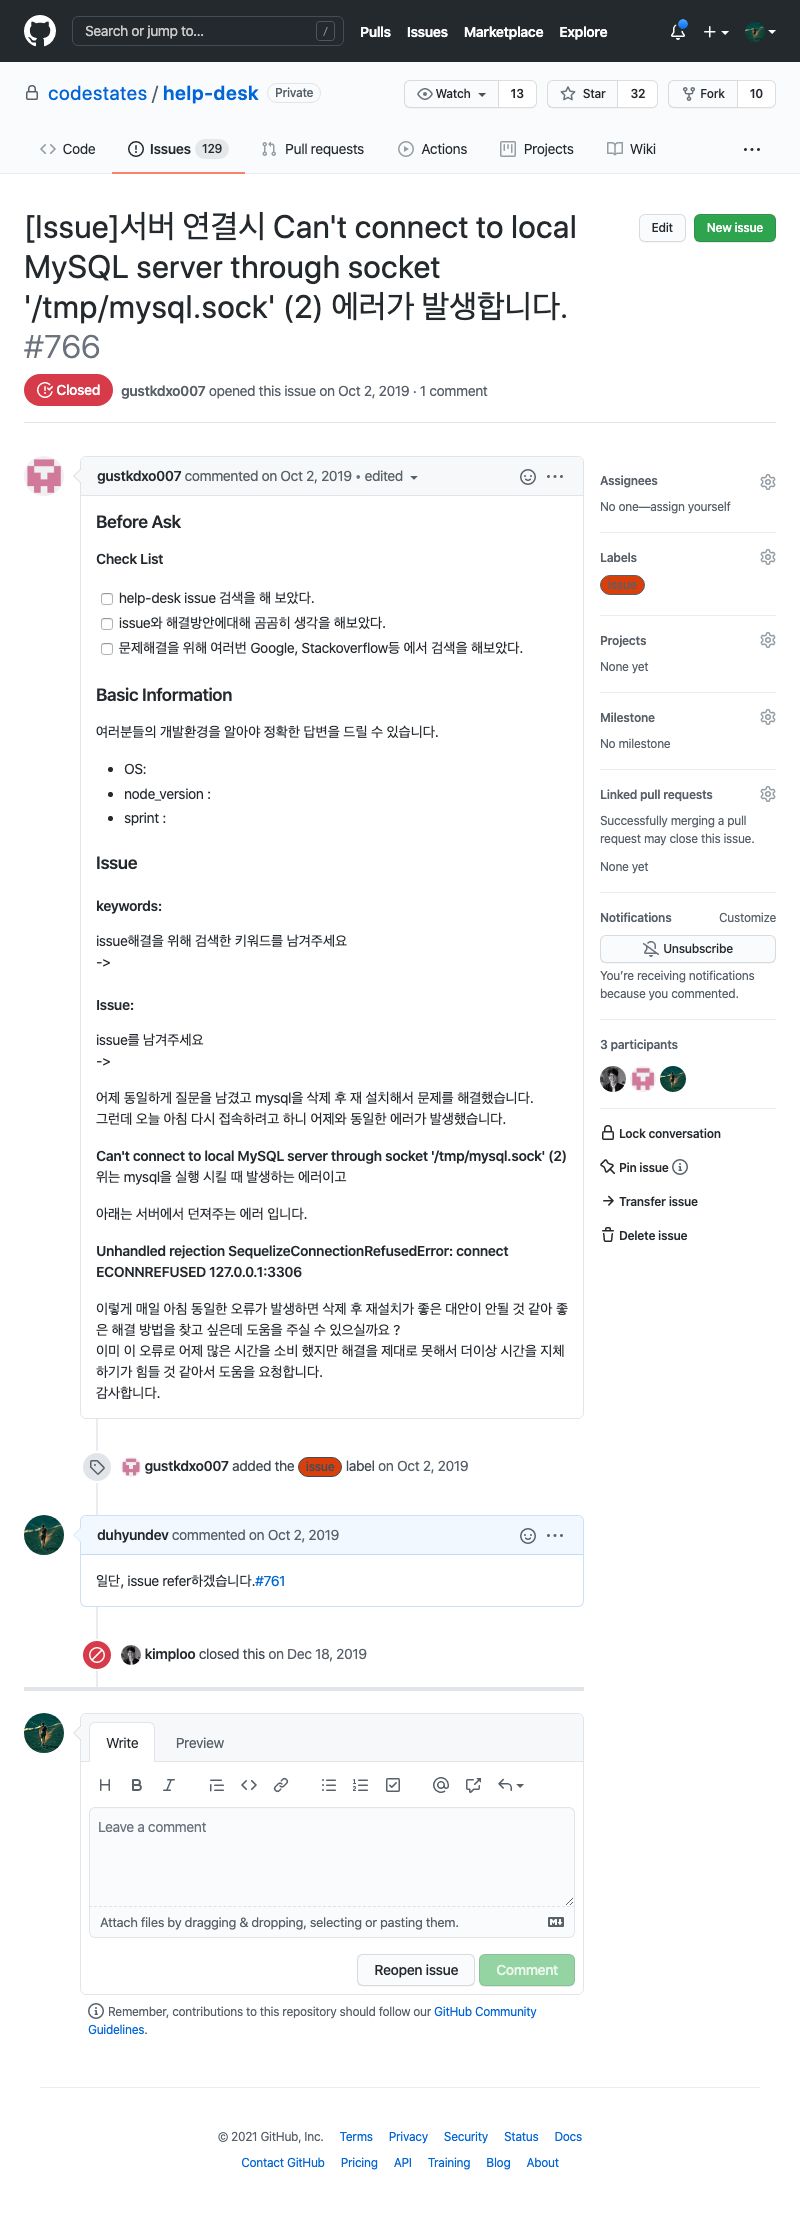 Search or jump to...
/
Pulls
Issues
Marketplace
Explore
codestates / help-desk
Private
Watch
13
Star
32
Fork
10
Code
Issues
129
Pull requests
Actions
Projects
Wiki
[Issue]서버 연결시 Can't connect to local
MySQL server through socket
'/tmp/mysql.sock' (2) 에러가 발생합니다.
#766
Edit
New issue
Closed
gustkdxo007 opened this issue on Oct 2, 2019 · 1 comment
gustkdxo007 commented on Oct 2, 2019 • edited
Before Ask
Check List
help-desk issue 검색을 해 보았다.
issue와 해결방안에대해 곰곰히 생각을 해보았다.
문제해결을 위해 여러번 Google, Stackoverflow등 에서 검색을 해보았다.
Basic Information
여러분들의 개발환경을 알아야 정확한 답변을 드릴 수 있습니다.
• OS:
• node_version :
• sprint :
Issue
keywords:
issue해결을 위해 검색한 키워드를 남겨주세요
->
Issue:
issue를 남겨주세요
->
어제 동일하게 질문을 남겼고 mysql을 삭제 후 재 설치해서 문제를 해결했습니다.
그런데 오늘 아침 다시 접속하려고 하니 어제와 동일한 에러가 발생했습니다.
Can't connect to local MySQL server through socket '/tmp/mysql.sock' (2)
위는 mysql을 실행 시킬 때 발생하는 에러이고
아래는 서버에서 던져주는 에러 입니다.
Unhandled rejection SequelizeConnectionRefusedError: connect
ECONNREFUSED 127.0.0.1:3306
이렇게 매일 아침 동일한 오류가 발생하면 삭제 후 재설치가 좋은 대안이 안될 것 같아 좋
은 해결 방법을 찾고 싶은데 도움을 주실 수 있으실까요 ?
이미 이 오류로 어제 많은 시간을 소비 했지만 해결을 제대로 못해서 더이상 시간을 지체
하기가 힘들 것 같아서 도움을 요청합니다.
감사합니다.
Assignees
No one—assign yourself
Labels
issue
Projects
None yet
Milestone
No milestone
Linked pull requests
Successfully merging a pull
request may close this issue.
None yet
Notifications
Customize
Unsubscribe
You're receiving notifications
because you commented.
3 participants
Lock conversation
Pin issue
Transfer issue
Delete issue
gustkdxo007 added the issue label on Oct 2, 2019
duhyundev commented on Oct 2, 2019
일단, issue refer하겠습니다.#761
kimploo closed this on Dec 18, 2019
Write
Preview
Leave a comment
Attach files by dragging & dropping, selecting or pasting them.
Reopen issue
Comment
Remember, contributions to this repository should follow our GitHub Community
Guidelines.
© 2021 GitHub, Inc.
Terms
Privacy
Security
Status
Docs
Contact GitHub
Pricing
API
Training
Blog
About